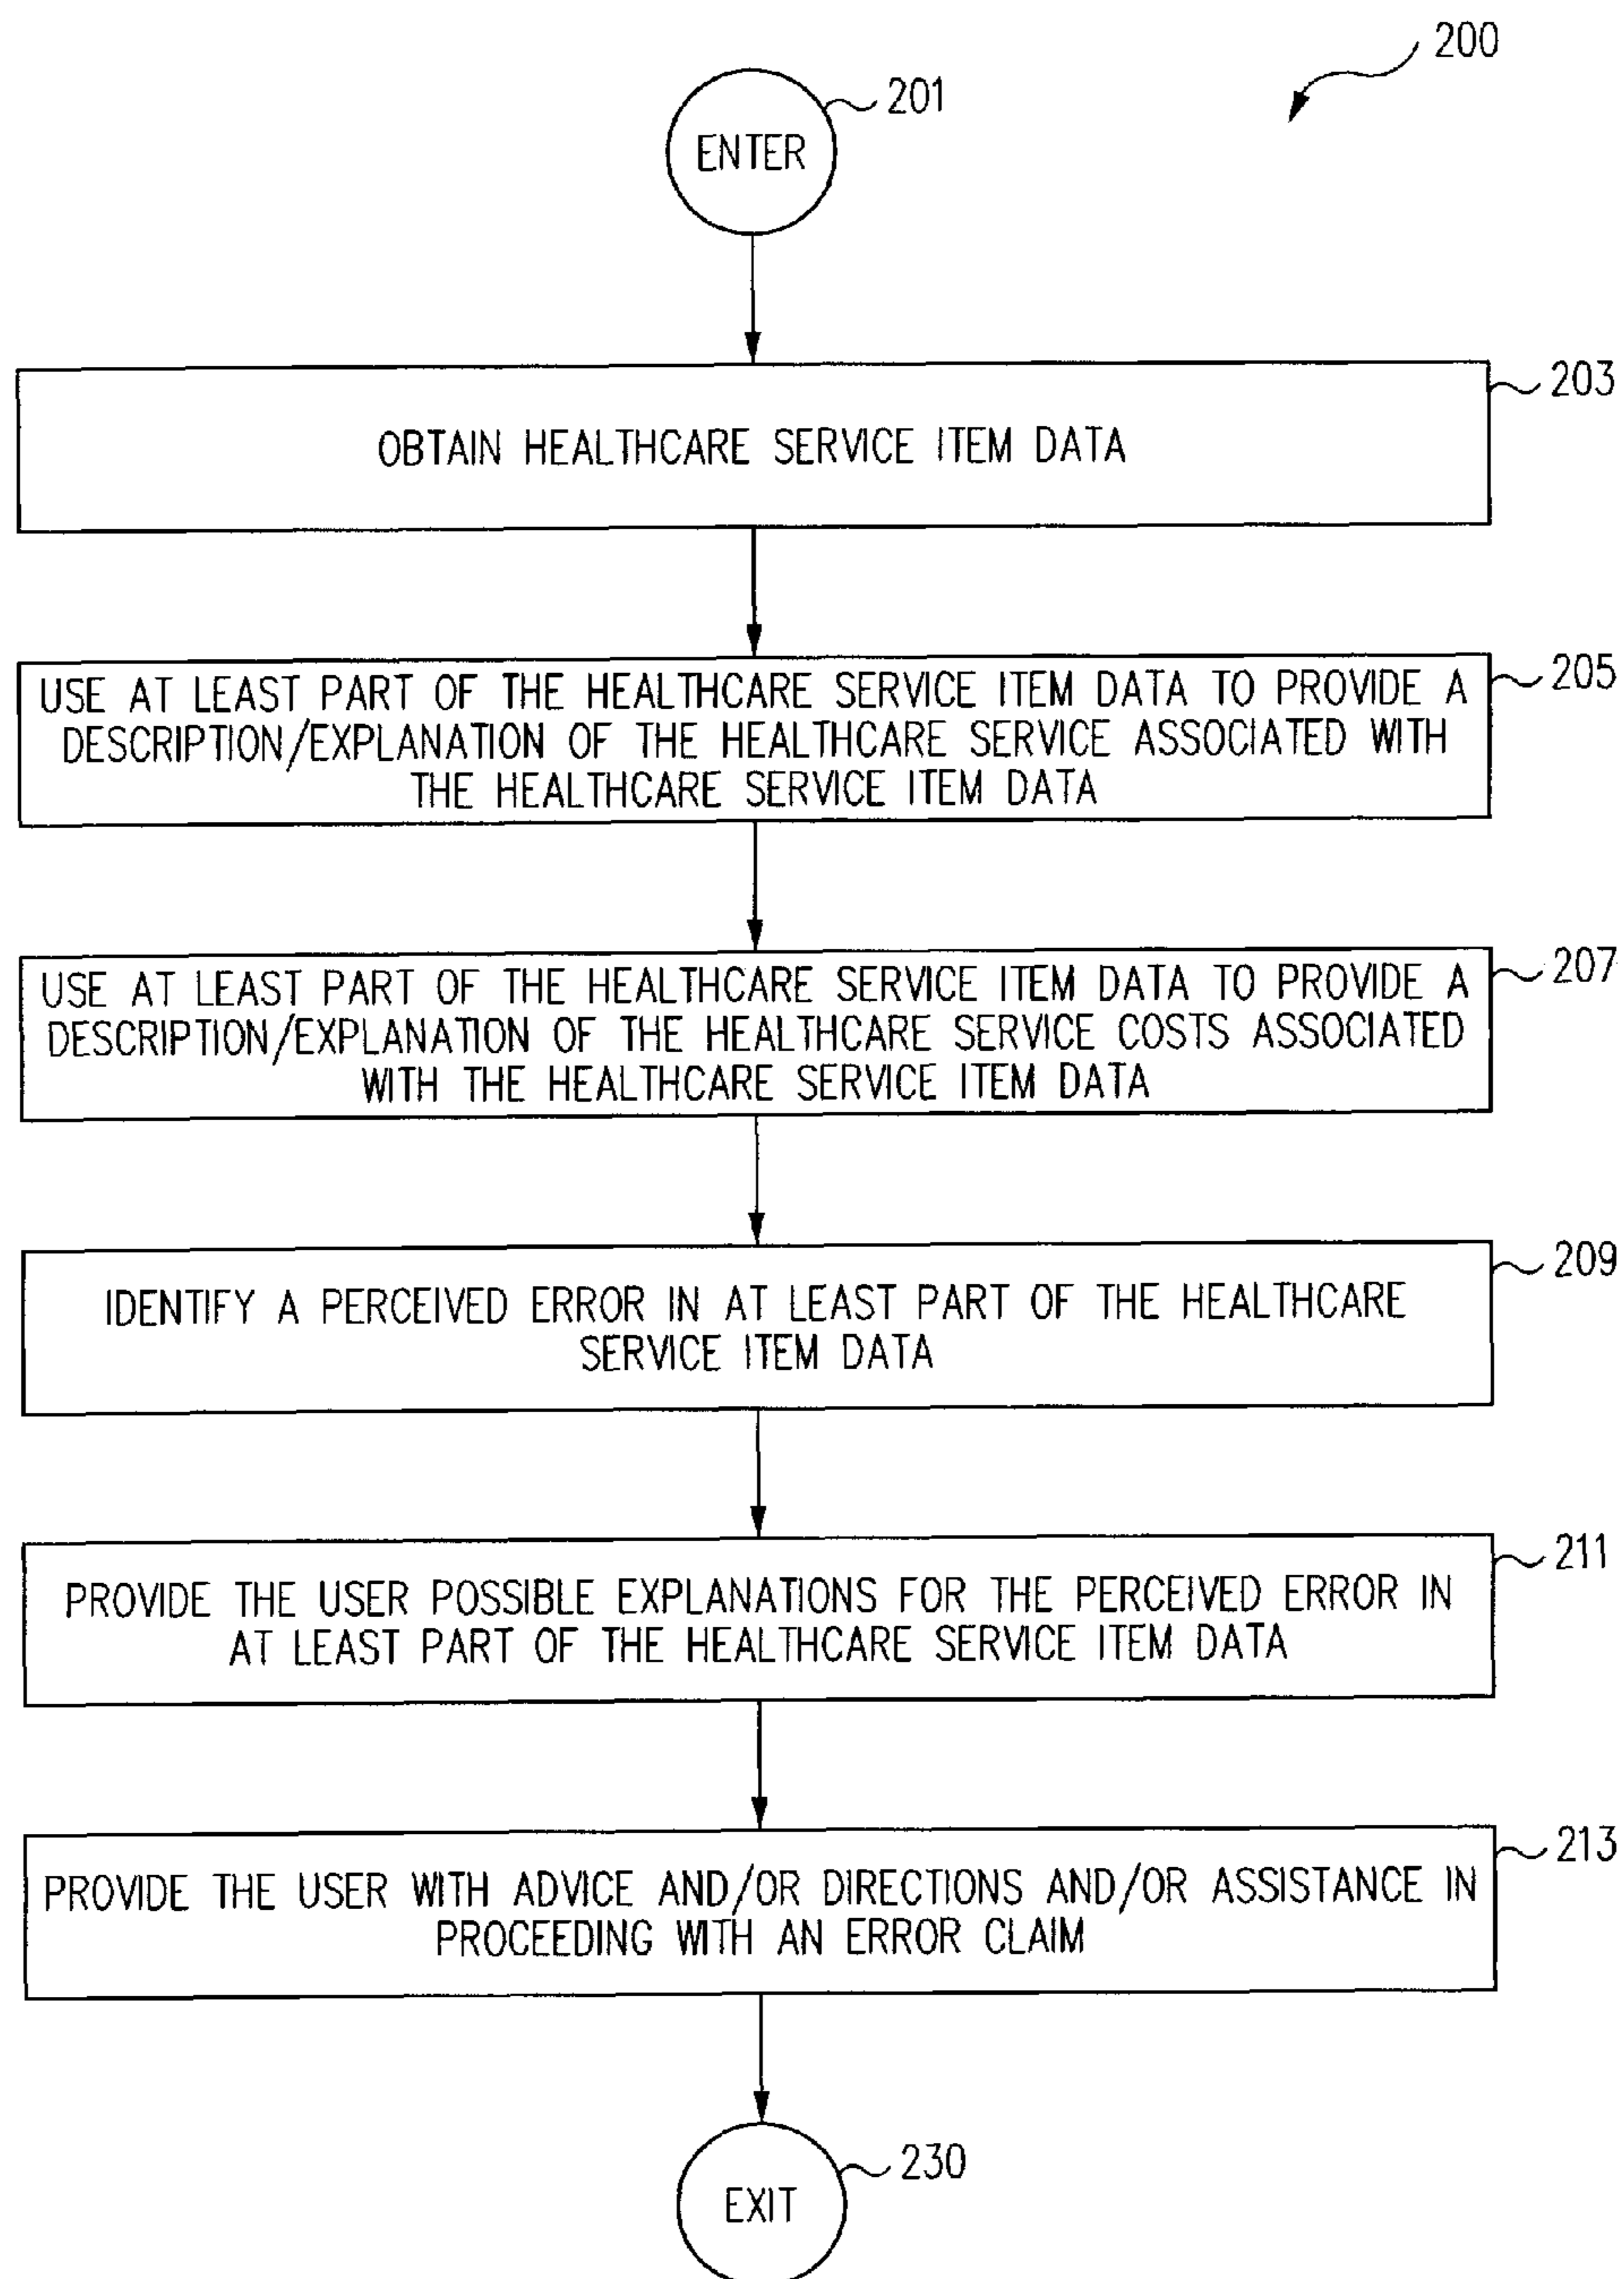 200
201
ENTER
203
OBTAIN HEALTHCARE SERVICE ITEM DATA
205
USE AT LEAST PART OF THE HEALTHCARE SERVICE ITEM DATA TO PROVIDE A
DESCRIPTION/EXPLANATION OF THE HEALTHCARE SERVICE ASSOCIATED WITH
THE HEALTHCARE SERVICE ITEM DATA
207
USE AT LEAST PART OF THE HEALTHCARE SERVICE ITEM DATA TO PROVIDE A
DESCRIPTION/EXPLANATION OF THE HEALTHCARE SERVICE COSTS ASSOCIATED
WITH THE HEALTHCARE SERVICE ITEM DATA
209
IDENTIFY A PERCEIVED ERROR IN AT LEAST PART OF THE HEALTHCARE
SERVICE ITEM DATA
211
PROVIDE THE USER POSSIBLE EXPLANATIONS FOR THE PERCEIVED ERROR IN
AT LEAST PART OF THE HEALTHCARE SERVICE ITEM DATA
213
PROVIDE THE USER WITH ADVICE AND/OR DIRECTIONS AND/OR ASSISTANCE IN
PROCEEDING WITH AN ERROR CLAIM
230
EXIT